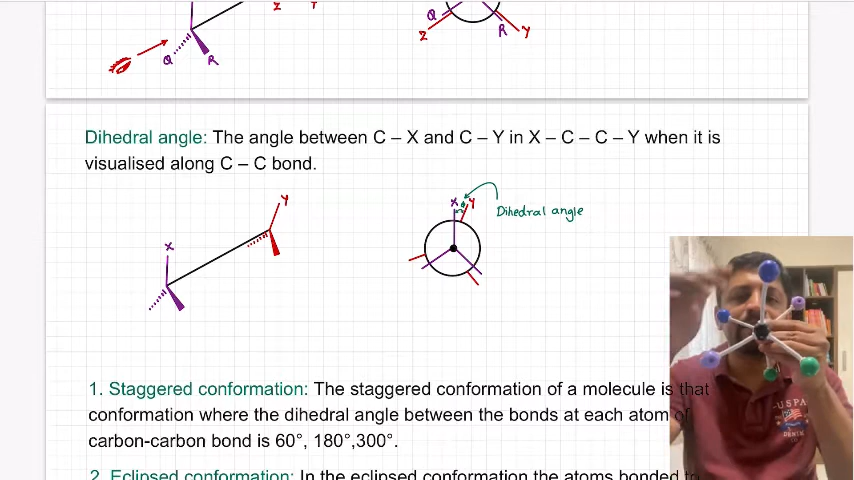 Z Y
Q R
Q Z R Y
Dihedral angle: The angle between C – X and C – Y in X – C – C – Y when it is
visualised along C – C bond.
X Y
X ϕ Y
Dihedral angle
1. Staggered conformation: The staggered conformation of a molecule is that
conformation where the dihedral angle between the bonds at each atom of
carbon-carbon bond is 60°, 180°,300°.
2. Eclipsed conformation: In the eclipsed conformation the atoms bonded to
USPA